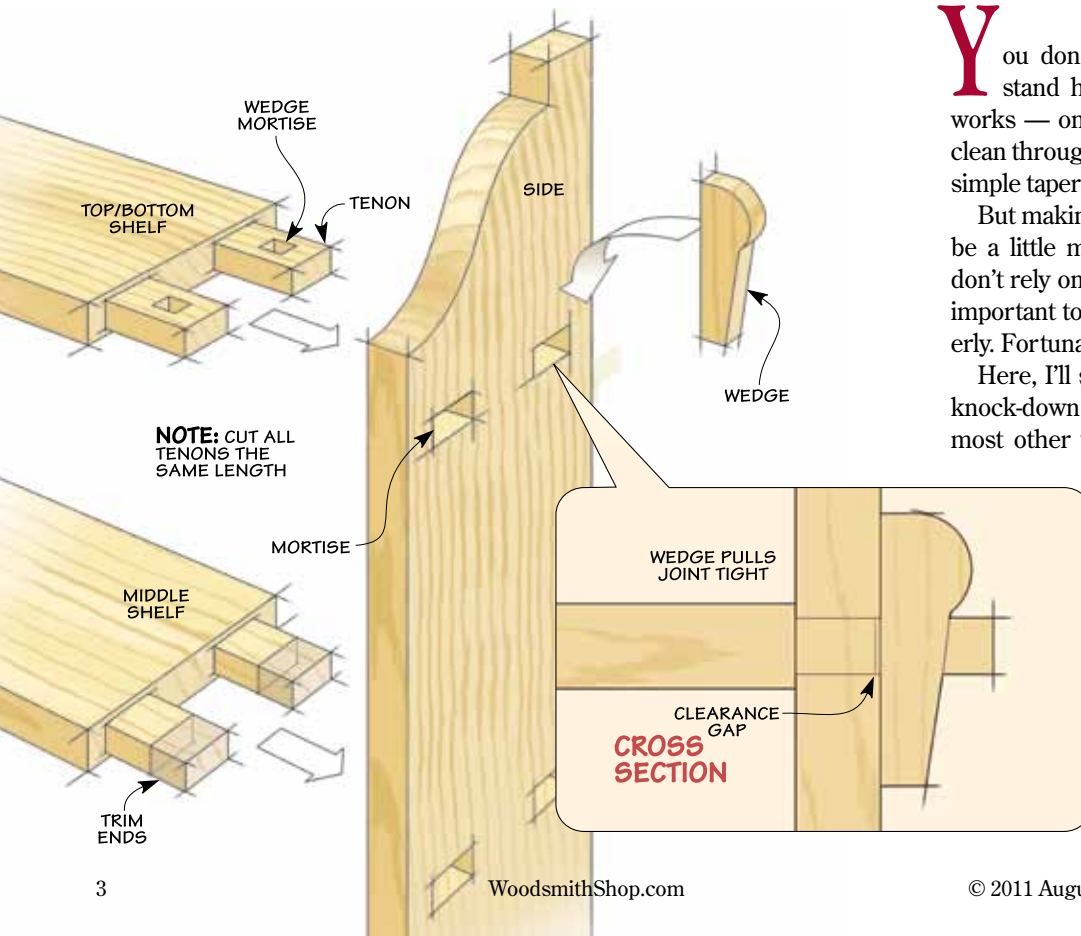 WEDGE
MORTISE
TOP/BOTTOM
SHELF
TENON
SIDE
WEDGE
NOTE: CUT ALL
TENONS THE
SAME LENGTH
MORTISE
MIDDLE
SHELF
TRIM
ENDS
WEDGE PULLS
JOINT TIGHT
CLEARANCE
GAP
CROSS
SECTION
You don
stand h
works — on
clean throug
simple taper
But makin
be a little m
don't rely on
important to
erly. Fortuna
Here, I'll s
knock-down
most other
3
WoodsmithShop.com
© 2011 Augu